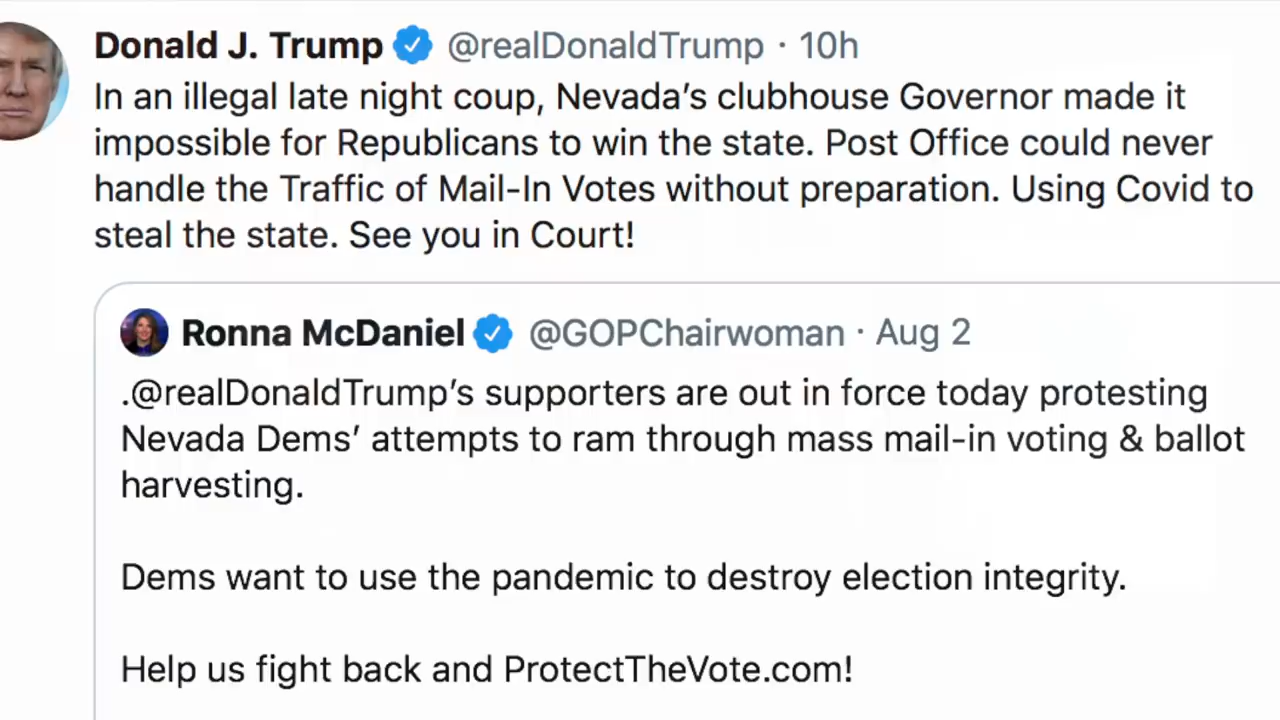 Donald J. Trump @realDonaldTrump · 10h
In an illegal late night coup, Nevada’s clubhouse Governor made it
impossible for Republicans to win the state. Post Office could never
handle the Traffic of Mail-In Votes without preparation. Using Covid to
steal the state. See you in Court!
Ronna McDaniel @GOPChairwoman · Aug 2
.@realDonaldTrump’s supporters are out in force today protesting
Nevada Dems’ attempts to ram through mass mail-in voting & ballot
harvesting.
Dems want to use the pandemic to destroy election integrity.
Help us fight back and ProtectTheVote.com!